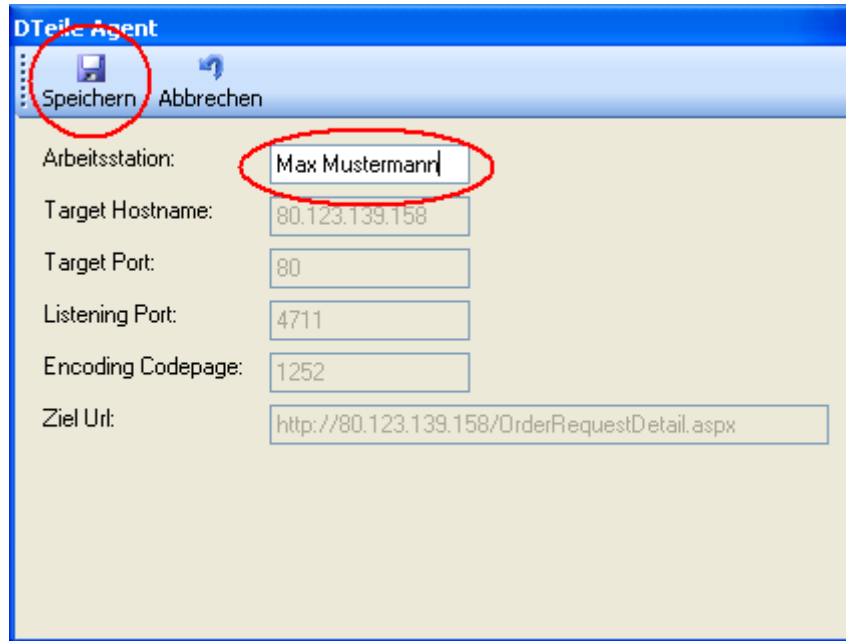 DTeile Agent
Speichern Abbrechen
Arbeitsstation: Max Mustermann
Target Hostname: 80.123.139.158
Target Port: 80
Listening Port: 4711
Encoding Codepage: 1252
Ziel Url: http://80.123.139.158/OrderRequestDetail.aspx